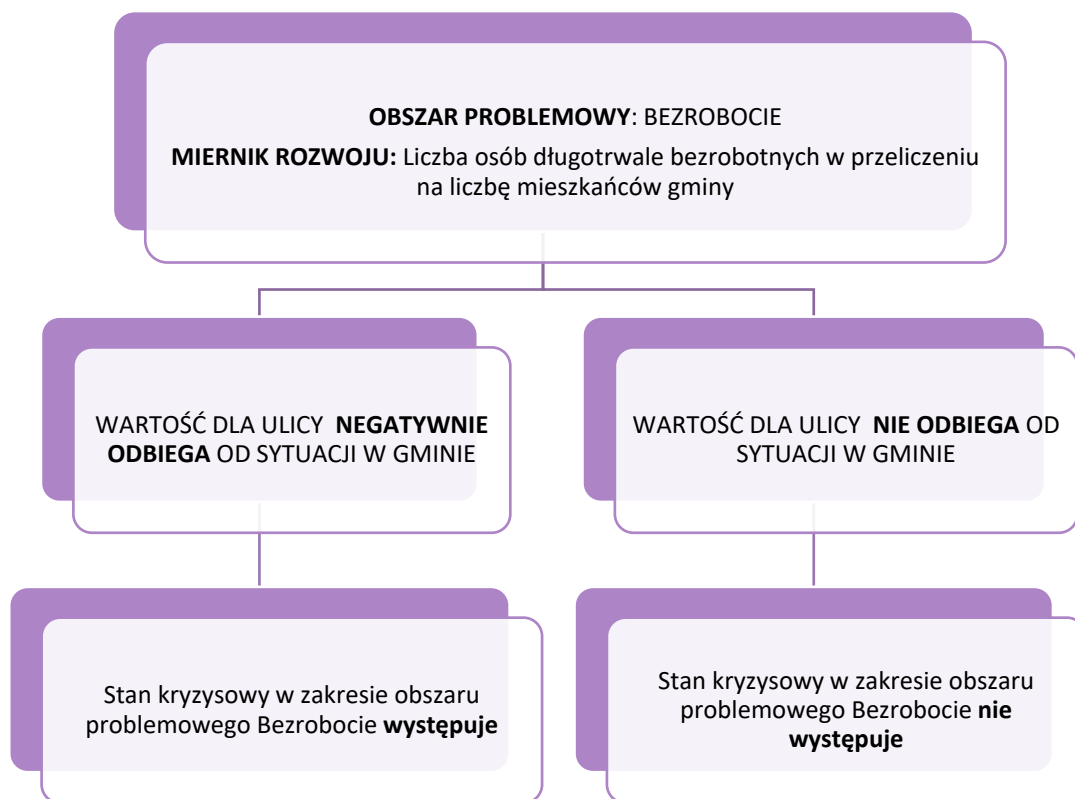 OBSZAR PROBLEMOWY: BEZROBOCIE
MIERNIK ROZWOJU: Liczba osób długotrwale bezrobotnych w przeliczeniu
na liczbę mieszkańców gminy
WARTOŚĆ DLA ULICY NEGATYWNIE
ODBIEGA OD SYTUACJI W GMINIE
WARTOŚĆ DLA ULICY NIE ODBIEGA OD
SYTUACJI W GMINIE
Stan kryzysowy w zakresie obszaru
problemowego Bezrobocie występuje
Stan kryzysowy w zakresie obszaru
problemowego Bezrobocie nie
występuje